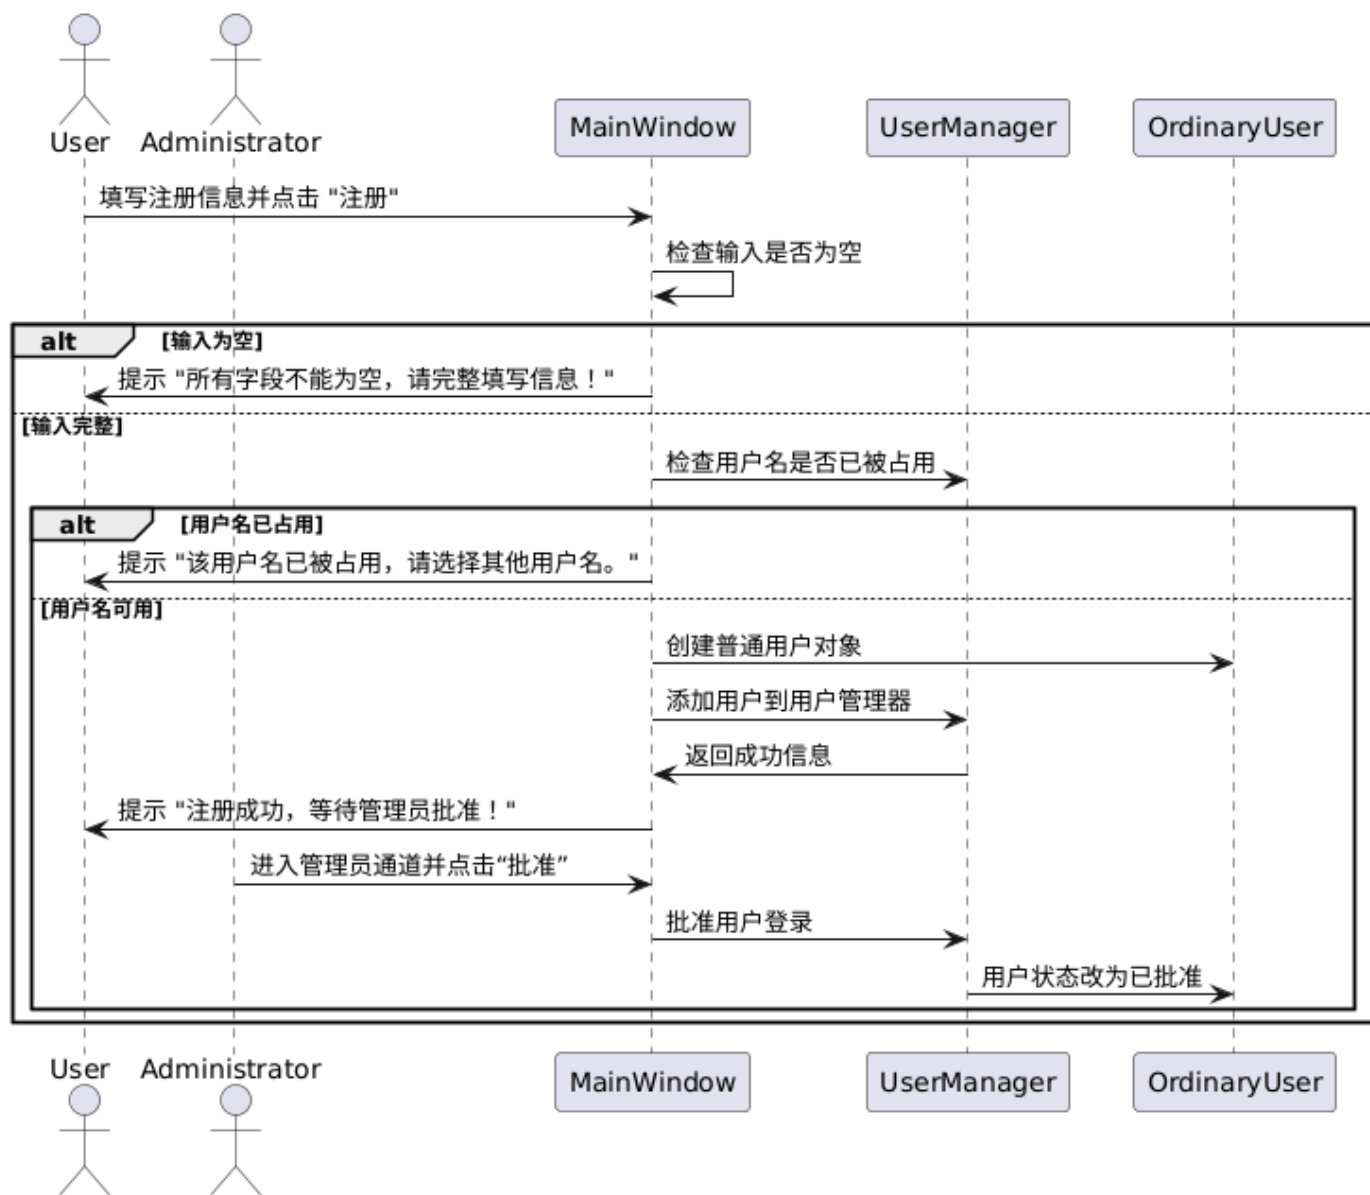 User
Administrator
MainWindow
UserManager
OrdinaryUser
填写注册信息并点击 "注册"
检查输入是否为空
alt
[输入为空]
提示 "所有字段不能为空，请完整填写信息！"
[输入完整]
检查用户名是否已被占用
alt
[用户名已占用]
提示 "该用户名已被占用，请选择其他用户名。"
[用户名可用]
创建普通用户对象
添加用户到用户管理器
返回成功信息
提示 "注册成功，等待管理员批准！"
进入管理员通道并点击“批准”
批准用户登录
用户状态改为已批准
User
Administrator
MainWindow
UserManager
OrdinaryUser